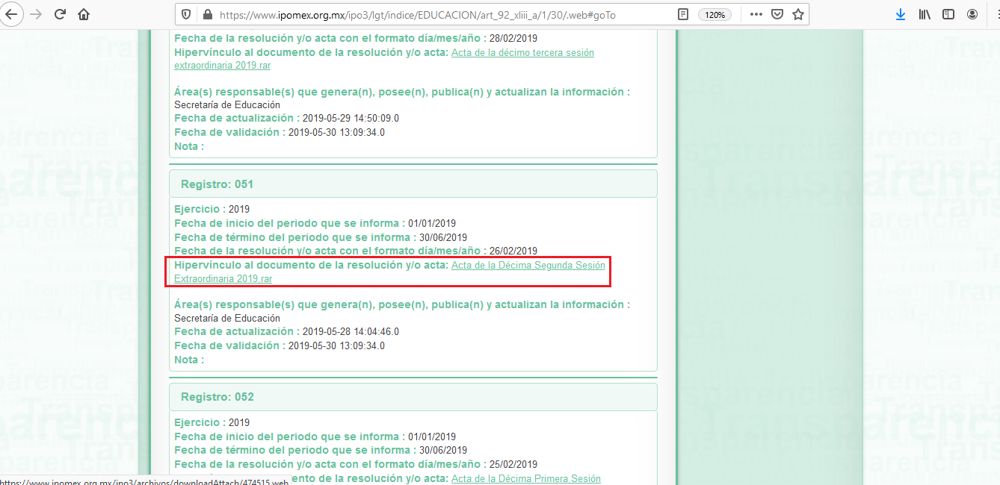 https://www.ipomex.org.mx/ipo3/lgt/indice/EDUCACION/art_92_xliii_a/1/30/.web#goTo
120%
Fecha de la resolución y/o acta con el formato día/mes/año : 28/02/2019
Hipervínculo al documento de la resolución y/o acta: Acta de la décimo tercera sesión
extraordinaria 2019.rar
Área(s) responsable(s) que genera(n), posee(n), publica(n) y actualizan la información :
Secretaría de Educación
Fecha de actualización : 2019-05-29 14:50:09.0
Fecha de validación : 2019-05-30 13:09:34.0
Nota :
Registro: 051
Ejercicio : 2019
Fecha de inicio del periodo que se informa : 01/01/2019
Fecha de término del periodo que se informa : 30/06/2019
Fecha de la resolución y/o acta con el formato día/mes/año : 26/02/2019
Hipervínculo al documento de la resolución y/o acta: Acta de la Décima Segunda Sesión
Extraordinaria 2019.rar
Área(s) responsable(s) que genera(n), posee(n), publica(n) y actualizan la información :
Secretaría de Educación
Fecha de actualización : 2019-05-28 14:04:46.0
Fecha de validación : 2019-05-30 13:09:34.0
Nota :
Registro: 052
Ejercicio : 2019
Fecha de inicio del periodo que se informa : 01/01/2019
Fecha de término del periodo que se informa : 30/06/2019
Fecha de la resolución y/o acta con el formato día/mes/año : 25/02/2019
ento de la resolución y/o acta: Acta de la Décima Primera Sesión
https://www.ipomex.org.mx/ipo3/archivos/downloadAttach/474515.web